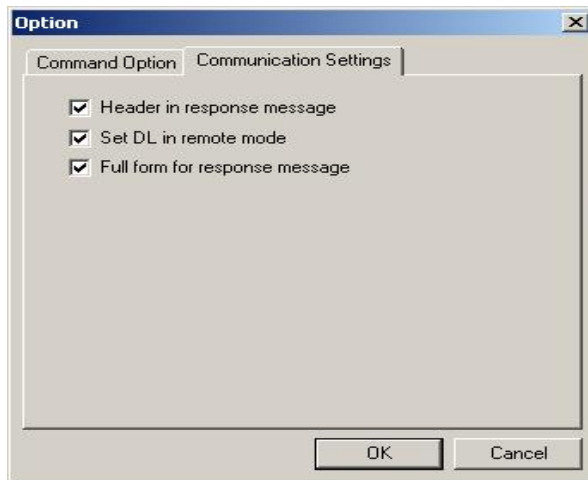 Option
Command Option Communication Settings
Header in response message
Set DL in remote mode
Full form for response message
OK Cancel